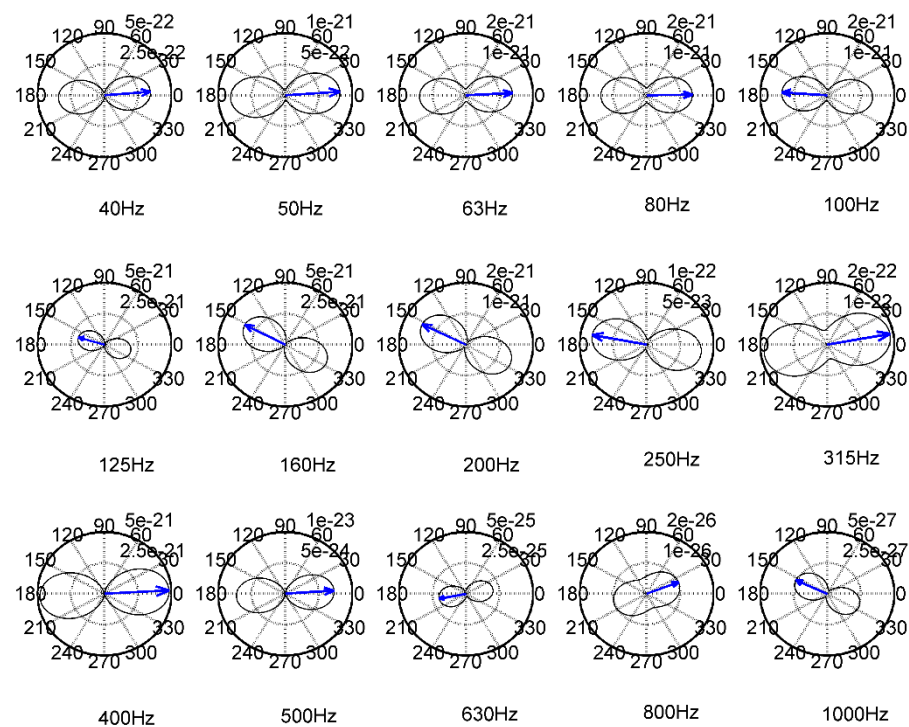 90 5e-22
120 60
2.5e-22
150 30
180 0
210 330
240 300
270
40Hz
90 1e-21
120 60
5e-22
150 30
180 0
210 330
240 300
270
50Hz
90 2e-21
120 60
1e-21
150 30
180 0
210 330
240 300
270
63Hz
90 2e-21
120 60
1e-21
150 30
180 0
210 330
240 300
270
80Hz
90 2e-21
120 60
1e-21
150 30
180 0
210 330
240 300
270
100Hz
90 5e-21
120 60
2.5e-21
150 30
180 0
210 330
240 300
270
125Hz
90 5e-21
120 60
2.5e-21
150 30
180 0
210 330
240 300
270
160Hz
90 2e-21
120 60
1e-21
150 30
180 0
210 330
240 300
270
200Hz
90 1e-22
120 60
5e-23
150 30
180 0
210 330
240 300
270
250Hz
90 2e-22
120 60
1e-22
150 30
180 0
210 330
240 300
270
315Hz
90 5e-21
120 60
2.5e-21
150 30
180 0
210 330
240 300
270
400Hz
90 1e-23
120 60
5e-24
150 30
180 0
210 330
240 300
270
500Hz
90 5e-25
120 60
2.5e-25
150 30
180 0
210 330
240 300
270
630Hz
90 2e-26
120 60
1e-26
150 30
180 0
210 330
240 300
270
800Hz
90 5e-27
120 60
2.5e-27
150 30
180 0
210 330
240 300
270
1000Hz